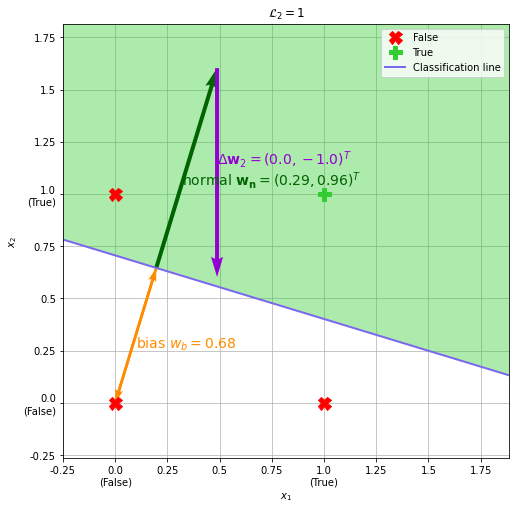 ℒ₂ = 1
False
True
Classification line
Δw₂ = (0.0, −1.0)ᵀ
normal wₙ = (0.29, 0.96)ᵀ
bias w_b = 0.68
x₂
1.75
1.5
1.25
1.0
(True)
0.75
0.5
0.25
0.0
(False)
-0.25
-0.25
0.0
(False)
0.25
0.5
0.75
1.0
(True)
1.25
1.5
1.75
x₁